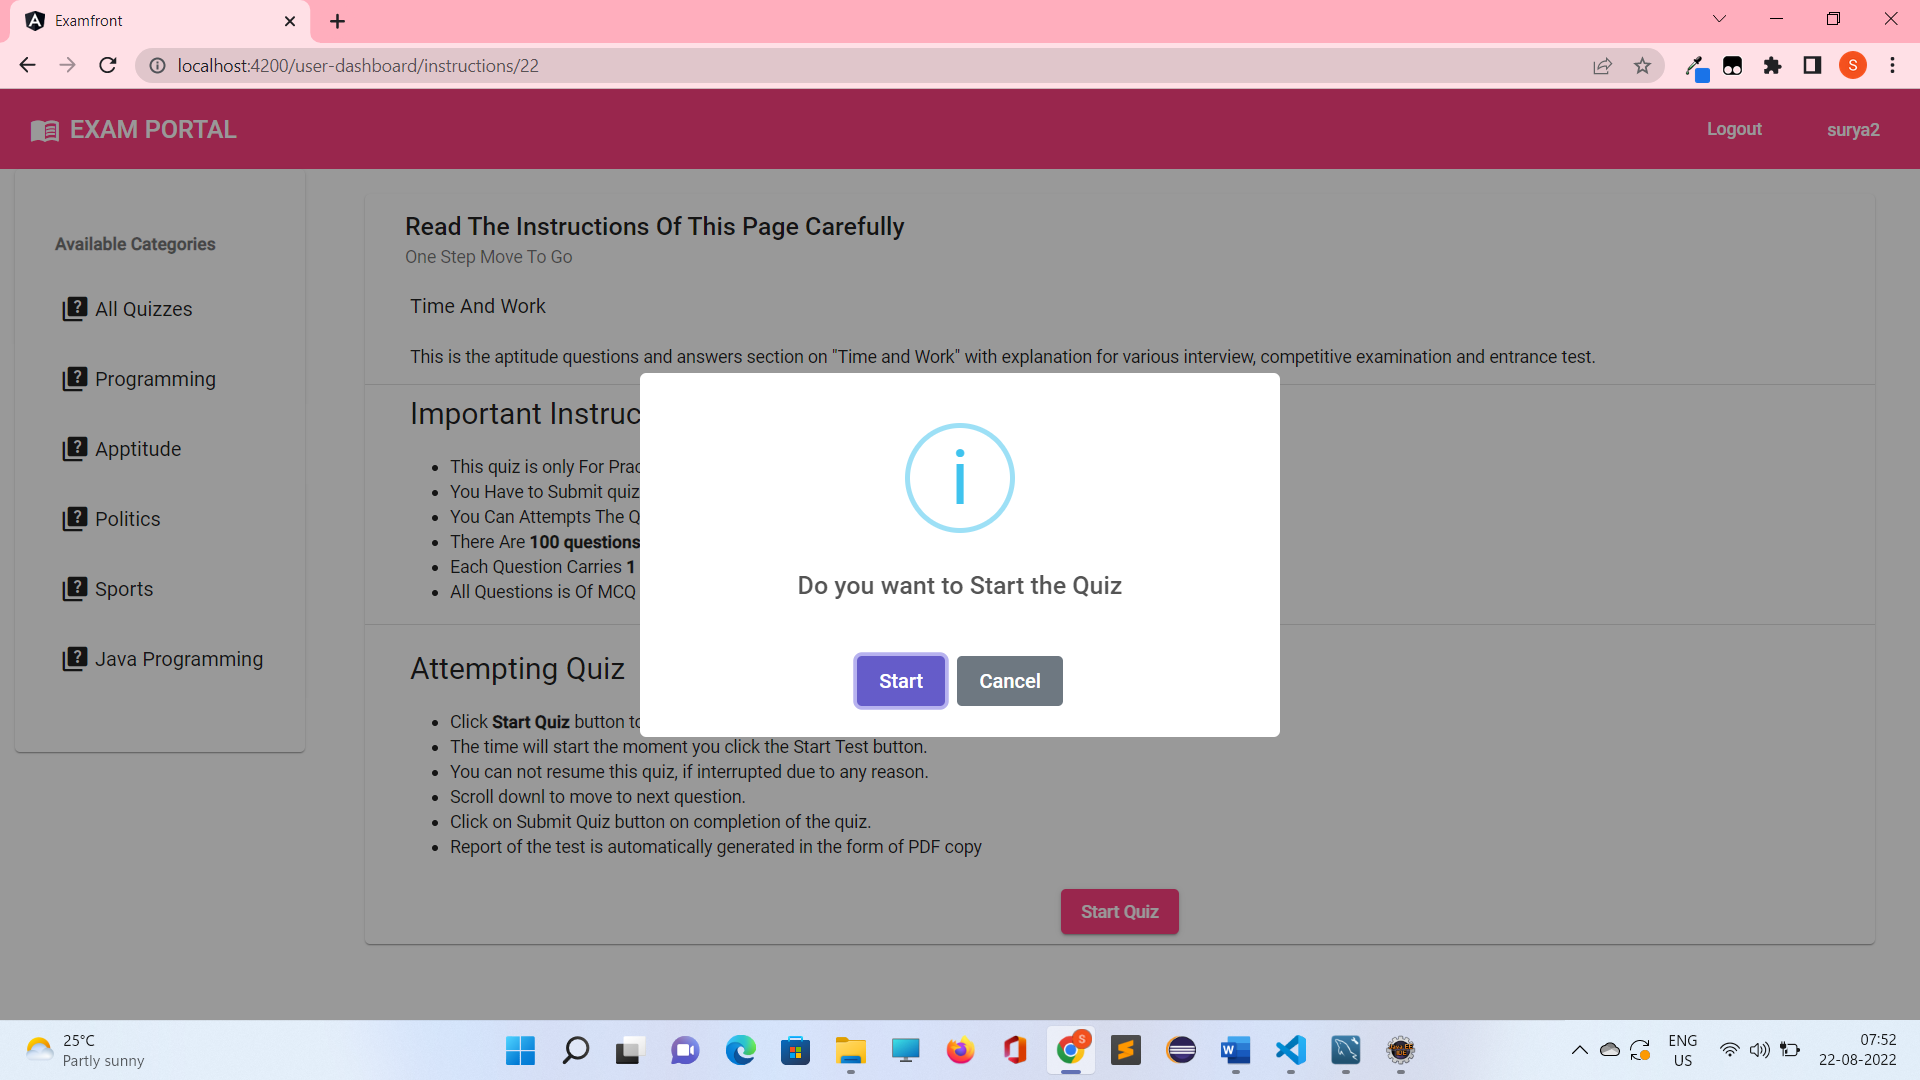 Examfront
localhost:4200/user-dashboard/instructions/22
S
EXAM PORTAL
Logout
surya2
Available Categories
All Quizzes
Programming
Apptitude
Politics
Sports
Java Programming
Read The Instructions Of This Page Carefully
One Step Move To Go
Time And Work
This is the aptitude questions and answers section on "Time and Work" with explanation for various interview, competitive examination and entrance test.
Important Instruc
This quiz is only For Prac
You Have to Submit quiz
You Can Attempts The Q
There Are 100 questions
Each Question Carries 1
All Questions is Of MCQ
Do you want to Start the Quiz
Start
Cancel
Attempting Quiz
Click Start Quiz button to
The time will start the moment you click the Start Test button.
You can not resume this quiz, if interrupted due to any reason.
Scroll downl to move to next question.
Click on Submit Quiz button on completion of the quiz.
Report of the test is automatically generated in the form of PDF copy
Start Quiz
25°C
Partly sunny
ENG
US
07:52
22-08-2022